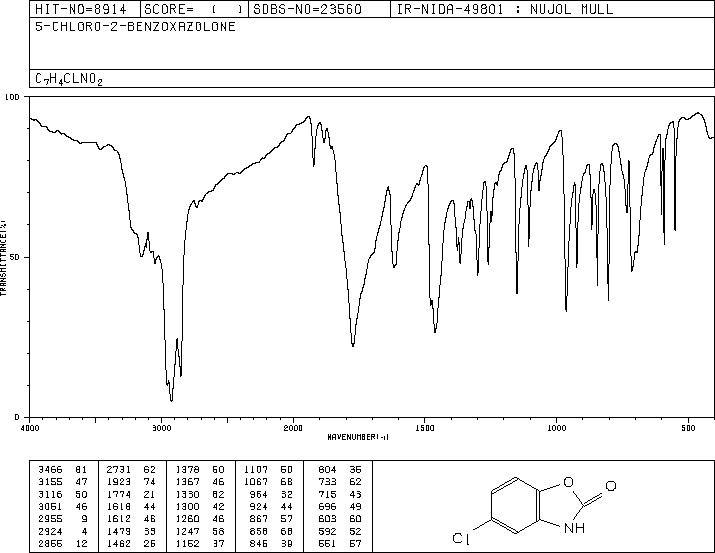 HIT-NO=8914 SCORE= ( ) SDBS-NO=23560 IR-NIDA-49801 : NUJOL MULL
5-CHLORO-2-BENZOXAZOLONE
C7H4CLNO2
100
50
0
TRANSMITTANCE(%)
4000 3000 2000 1500 1000 500
WAVENUMBER(-1)
3466 81 2731 62 1378 50 1107 50 804 35
3155 47 1923 74 1367 46 1067 68 733 62
3116 50 1774 21 1330 62 964 32 715 43
3051 46 1618 44 1300 42 924 44 696 49
2955 9 1612 46 1260 46 867 57 603 60
2924 4 1479 35 1247 58 858 68 592 52
2855 12 1462 26 1152 37 846 39 551 57
O
O
NH
Cl